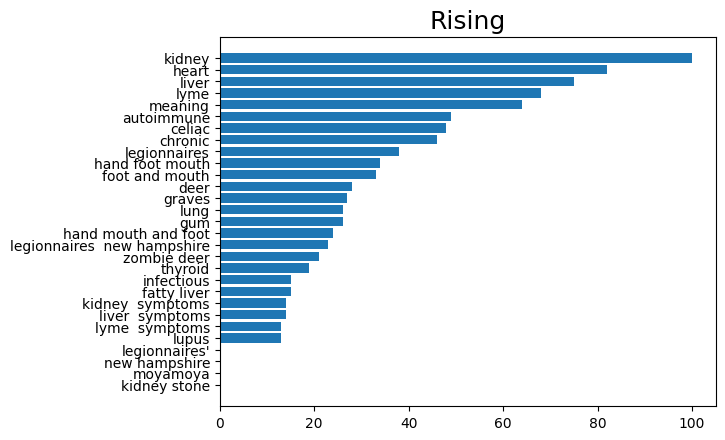 Rising
kidney
heart
liver
lyme
meaning
autoimmune
celiac
chronic
legionnaires
hand foot mouth
foot and mouth
deer
graves
lung
gum
hand mouth and foot
legionnaires  new hampshire
zombie deer
thyroid
infectious
fatty liver
kidney  symptoms
liver  symptoms
lyme  symptoms
lupus
legionnaires'
new hampshire
moyamoya
kidney stone
0 20 40 60 80 100